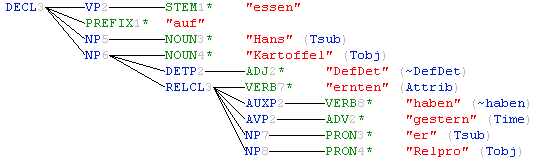 DECL3 VP2 STEM1* "essen"
PREFIX1* "auf"
NP5 NOUN3* "Hans" (Tsub)
NP6 NOUN4* "Kartoffel" (Tobj)
DETP2 ADJ2* "DefDet" (~DefDet)
RELCL3 VERB7* "ernten" (Attrib)
AUXP2 VERB8* "haben" (~haben)
AVP2 ADV2* "gestern" (Time)
NP7 PRON3* "er" (Tsub)
NP8 PRON4* "Relpro" (Tobj)